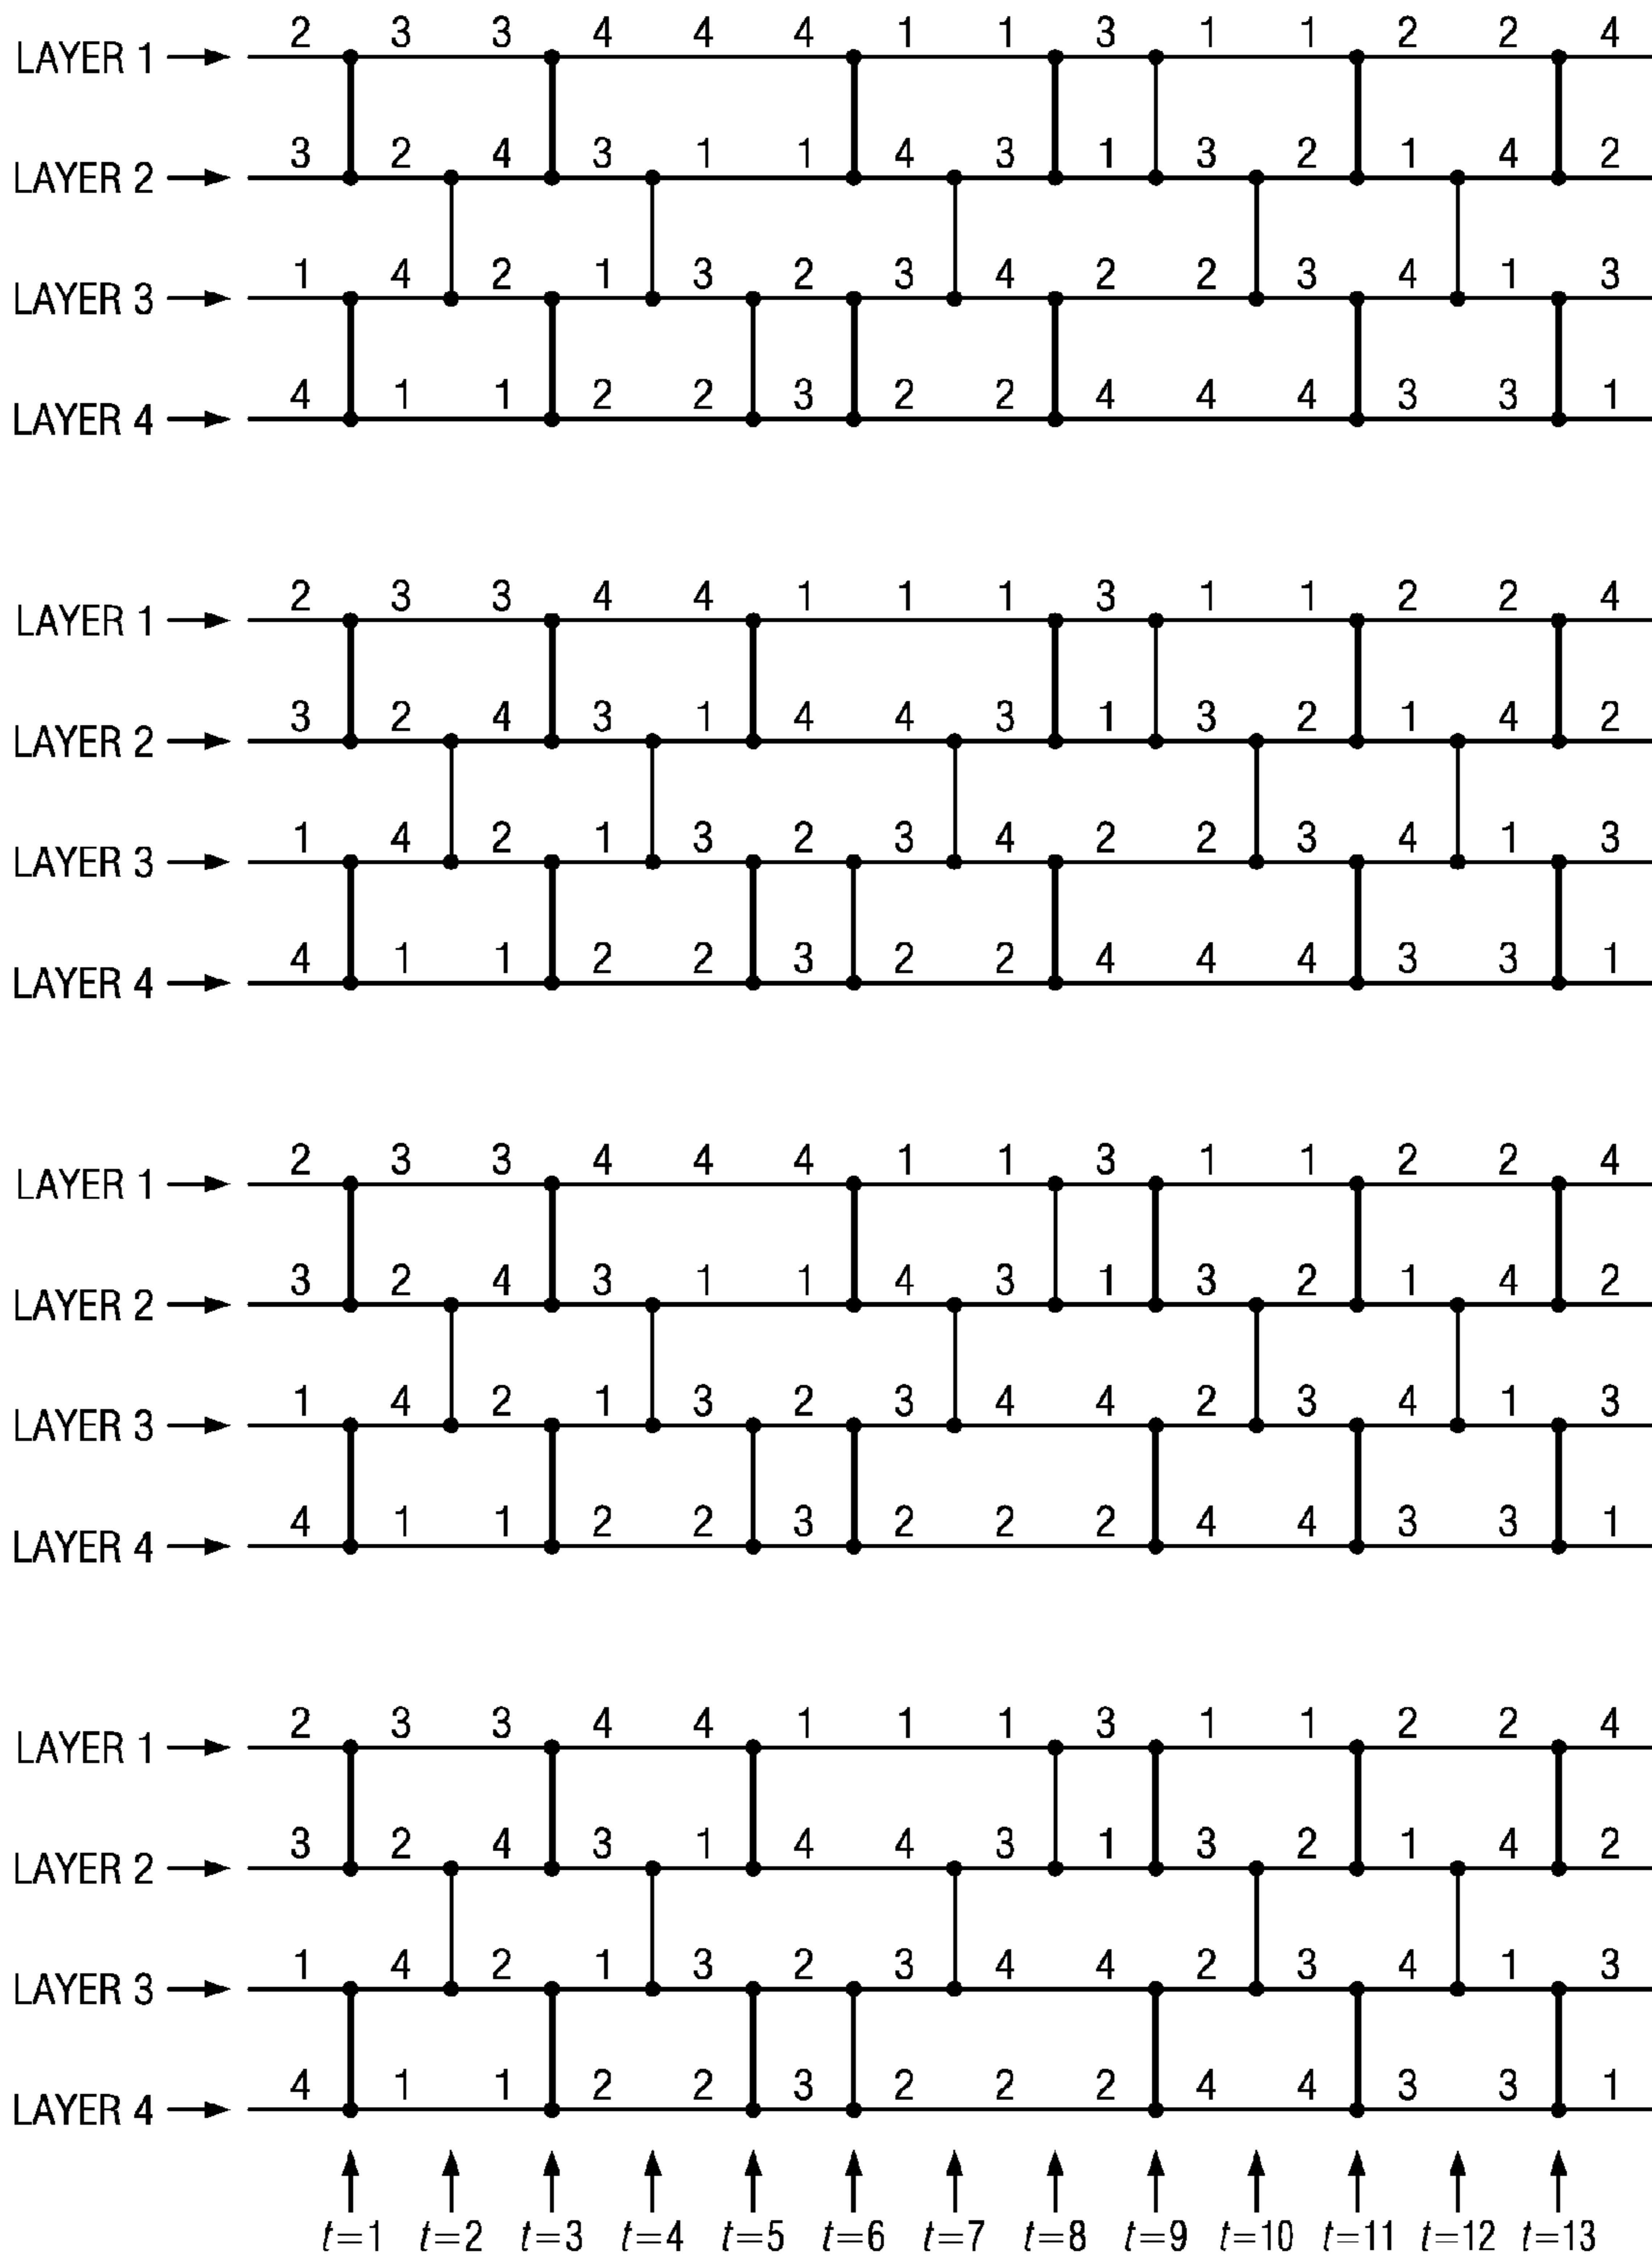 2 3 3 4 4 4 1 1 3 1 1 2 2 4
LAYER 1
3 2 4 3 1 1 4 3 1 3 2 1 4 2
LAYER 2
1 4 2 1 3 2 3 4 2 2 3 4 1 3
LAYER 3
4 1 1 2 2 3 2 2 4 4 4 3 3 1
LAYER 4
2 3 3 4 4 1 1 1 3 1 1 2 2 4
LAYER 1
3 2 4 3 1 4 4 3 1 3 2 1 4 2
LAYER 2
1 4 2 1 3 2 3 4 2 2 3 4 1 3
LAYER 3
4 1 1 2 2 3 2 2 4 4 4 3 3 1
LAYER 4
2 3 3 4 4 4 1 1 3 1 1 2 2 4
LAYER 1
3 2 4 3 1 1 4 3 1 3 2 1 4 2
LAYER 2
1 4 2 1 3 2 3 4 4 2 3 4 1 3
LAYER 3
4 1 1 2 2 3 2 2 2 4 4 3 3 1
LAYER 4
2 3 3 4 4 1 1 1 3 1 1 2 2 4
LAYER 1
3 2 4 3 1 4 4 3 1 3 2 1 4 2
LAYER 2
1 4 2 1 3 2 3 4 4 2 3 4 1 3
LAYER 3
4 1 1 2 2 3 2 2 2 4 4 3 3 1
LAYER 4
t=1 t=2 t=3 t=4 t=5 t=6 t=7 t=8 t=9 t=10 t=11 t=12 t=13